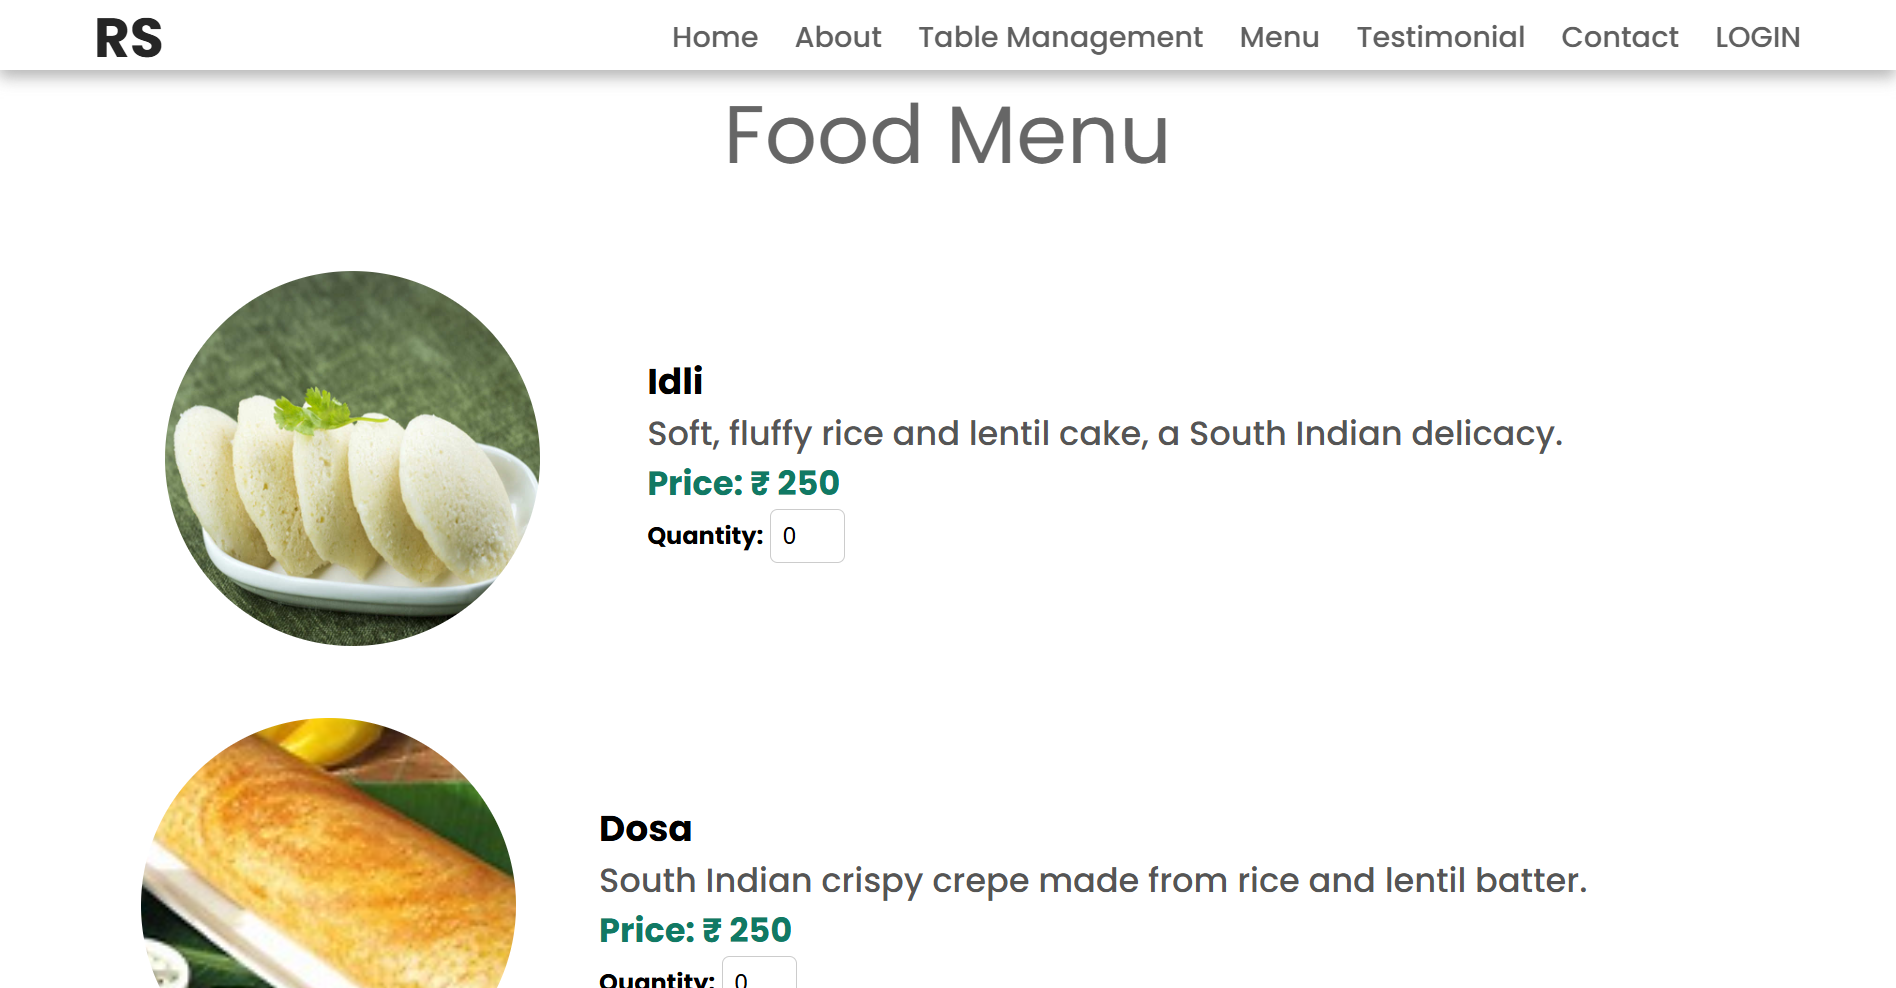 RS
Home About Table Management Menu Testimonial Contact LOGIN
Food Menu
Idli
Soft, fluffy rice and lentil cake, a South Indian delicacy.
Price: ₹ 250
Quantity: 0
Dosa
South Indian crispy crepe made from rice and lentil batter.
Price: ₹ 250
Quantity: 0